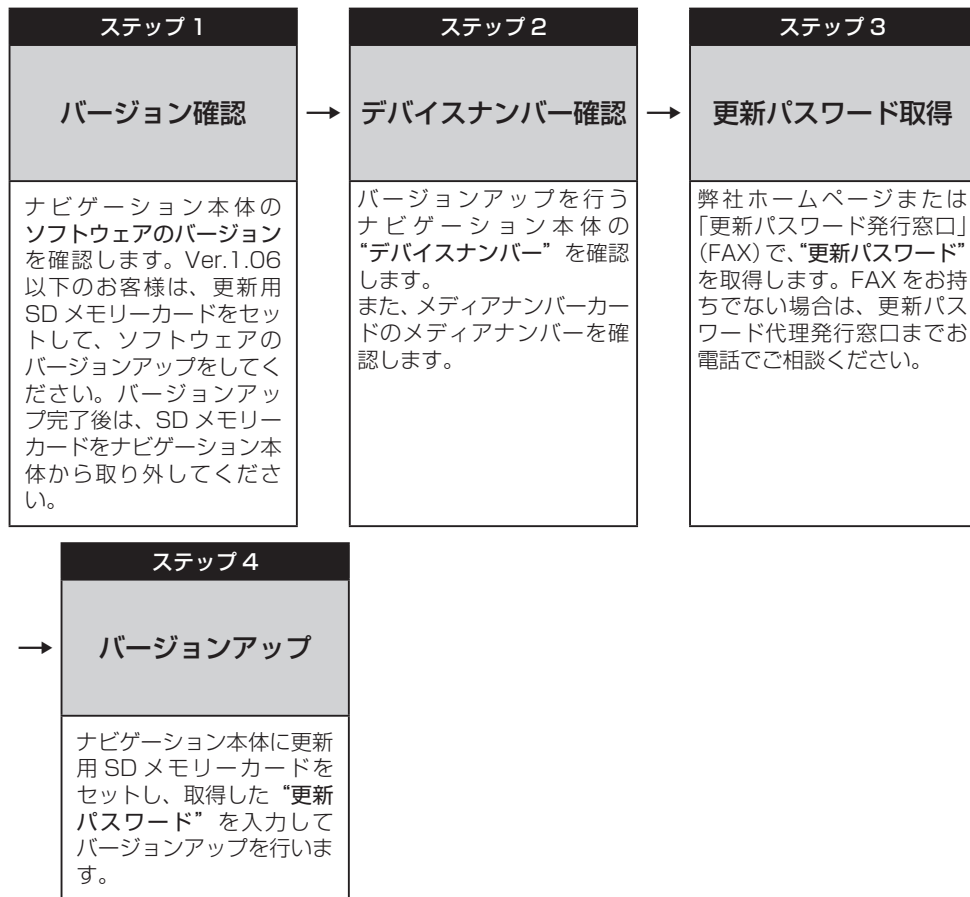 ステップ 1
バージョン確認
ナビゲーション本体の
ソフトウェアのバージョン
を確認します。Ver.1.06
以下のお客様は、更新用
SD メモリーカードをセッ
トして、ソフトウェアの
バージョンアップをしてく
ださい。バージョンアッ
プ完了後は、SD メモリー
カードをナビゲーション本
体から取り外してくださ
い。
→
ステップ 2
デバイスナンバー確認
バージョンアップを行う
ナビゲーション本体の
“デバイスナンバー”を確認
します。
また、メディアナンバーカー
ドのメディアナンバーを確
認します。
→
ステップ 3
更新パスワード取得
弊社ホームページまたは
「更新パスワード発行窓口」
(FAX)で、“更新パスワード”
を取得します。FAX をお持
ちでない場合は、更新パス
ワード代理発行窓口までお
電話でご相談ください。
→
ステップ 4
バージョンアップ
ナビゲーション本体に更新
用 SD メモリーカードを
セットし、取得した“更新
パスワード”を入力して
バージョンアップを行いま
す。